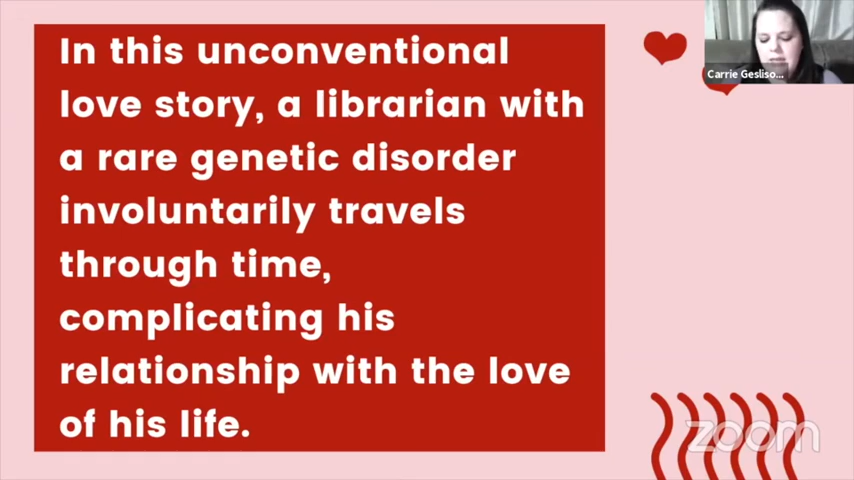 In this unconventional
love story, a librarian with
a rare genetic disorder
involuntarily travels
through time,
complicating his
relationship with the love
of his life.
Carrie Gesliso...
zoom